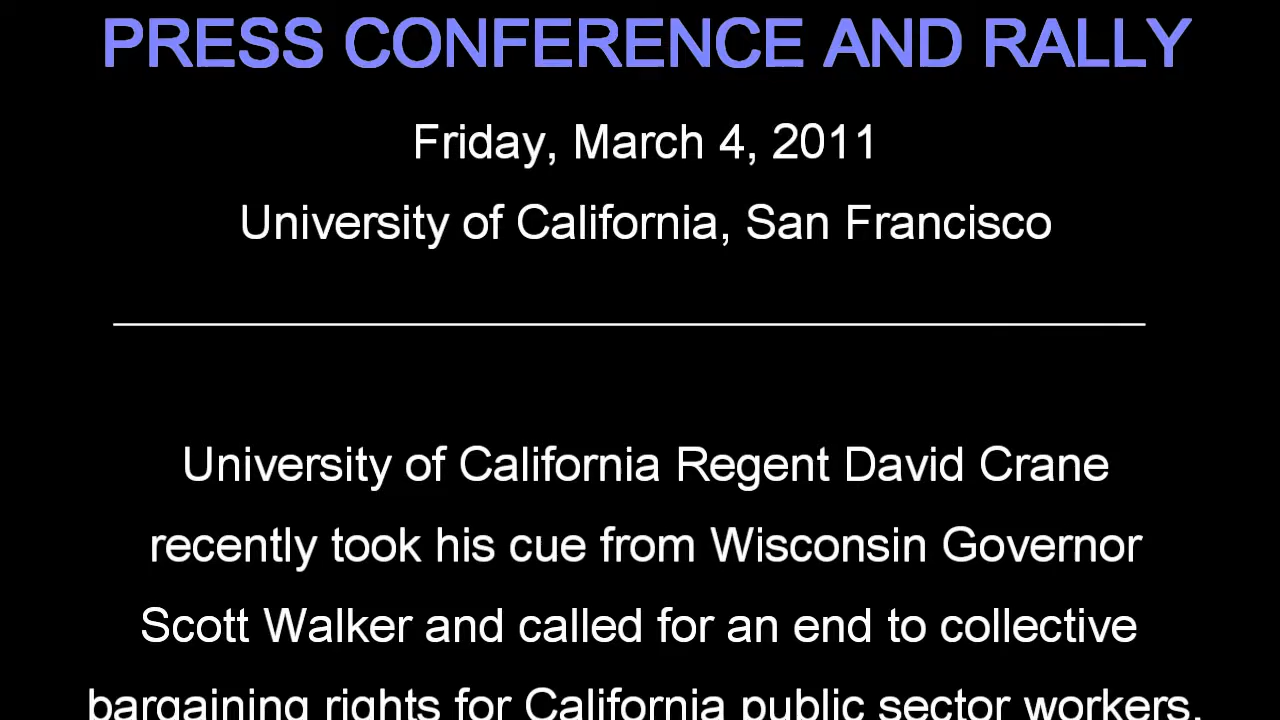 PRESS CONFERENCE AND RALLY
Friday, March 4, 2011
University of California, San Francisco
University of California Regent David Crane
recently took his cue from Wisconsin Governor
Scott Walker and called for an end to collective
bargaining rights for California public sector workers.